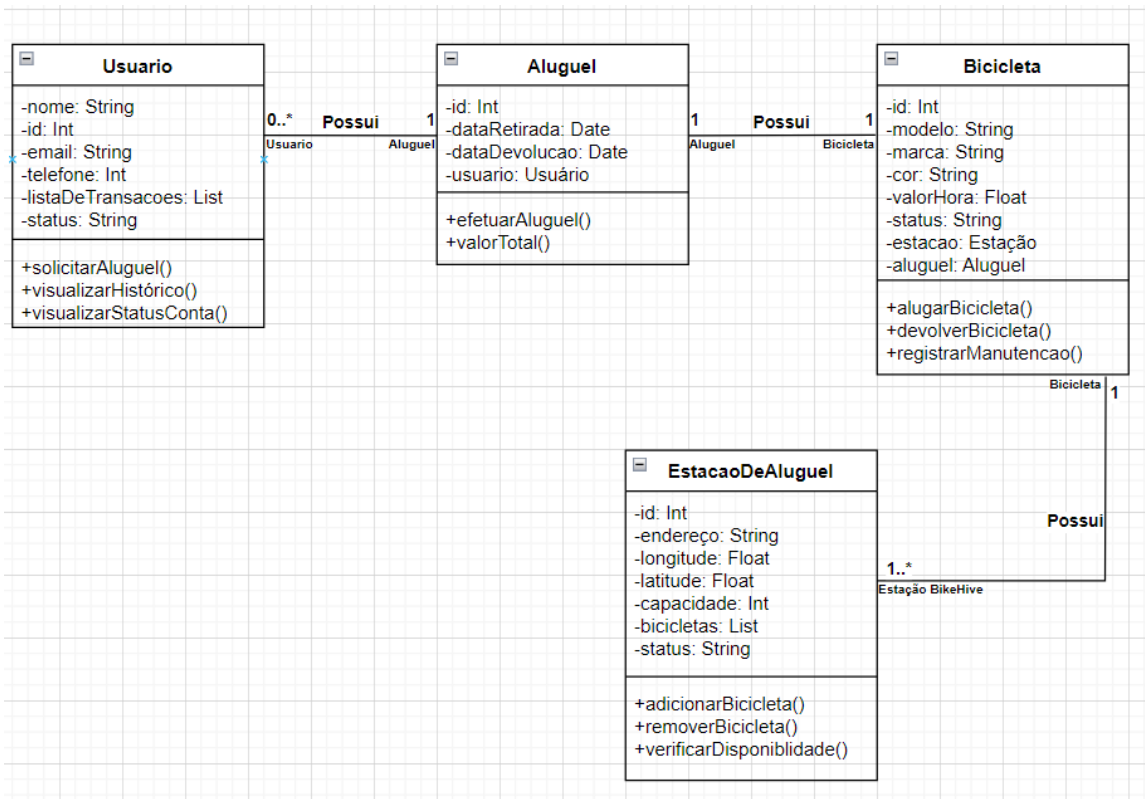 Usuario
-nome: String
-id: Int
-email: String
-telefone: Int
-listaDeTransacoes: List
-status: String
+solicitarAluguel()
+visualizarHistórico()
+visualizarStatusConta()
0..* Possui 1
Usuario Aluguel
Aluguel
-id: Int
-dataRetirada: Date
-dataDevolucao: Date
-usuario: Usuário
+efetuarAluguel()
+valorTotal()
1 Possui 1
Aluguel Bicicleta
Bicicleta
-id: Int
-modelo: String
-marca: String
-cor: String
-valorHora: Float
-status: String
-estacao: Estação
-aluguel: Aluguel
+alugarBicicleta()
+devolverBicicleta()
+registrarManutencao()
Bicicleta 1
Possui
1..*
Estação BikeHive
EstacaoDeAluguel
-id: Int
-endereço: String
-longitude: Float
-latitude: Float
-capacidade: Int
-bicicletas: List
-status: String
+adicionarBicicleta()
+removerBicicleta()
+verificarDisponiblidade()